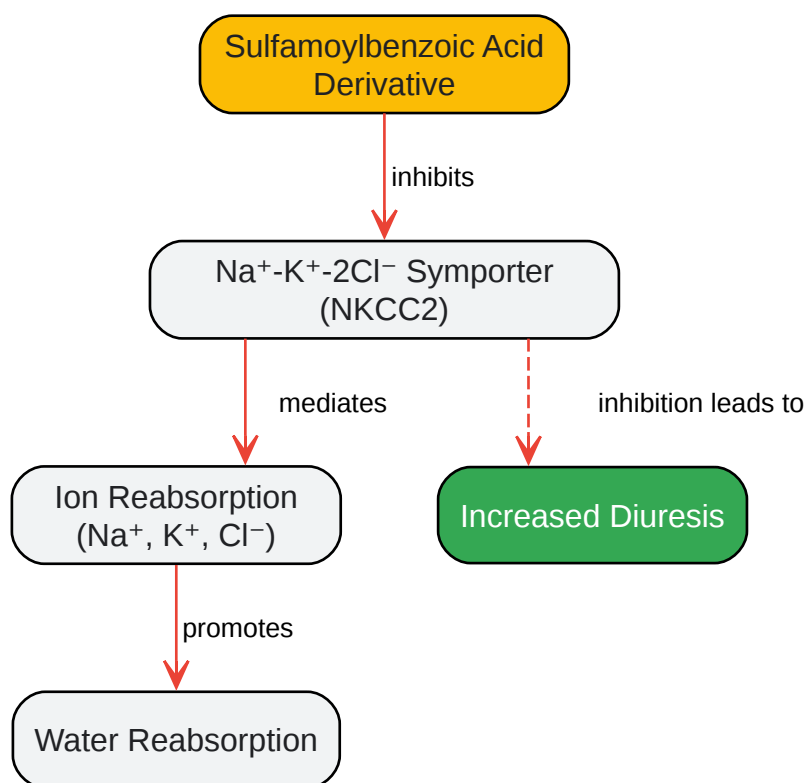 Sulfamoylbenzoic Acid
Derivative
inhibits
Na⁺-K⁺-2Cl⁻ Symporter
(NKCC2)
mediates
inhibition leads to
Ion Reabsorption
(Na⁺, K⁺, Cl⁻)
Increased Diuresis
promotes
Water Reabsorption